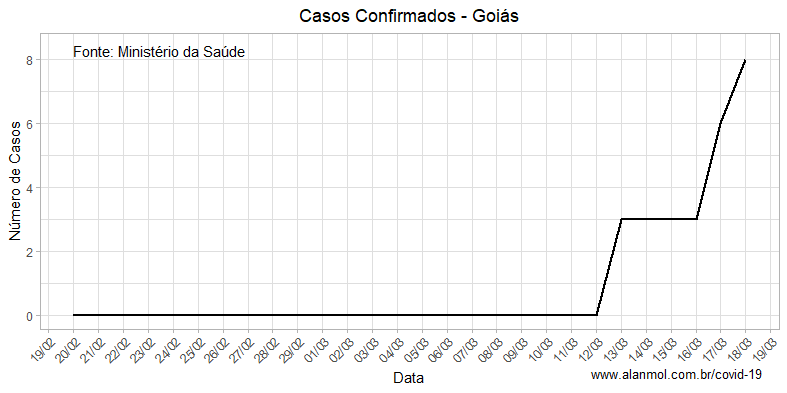 Casos Confirmados - Goiás
Fonte: Ministério da Saúde
Número de Casos
8
6
4
2
0
19/02 20/02 21/02 22/02 23/02 24/02 25/02 26/02 27/02 28/02 29/02 01/03 02/03 03/03 04/03 05/03 06/03 07/03 08/03 09/03 10/03 11/03 12/03 13/03 14/03 15/03 16/03 17/03 18/03 19/03
Data
www.alanmol.com.br/covid-19